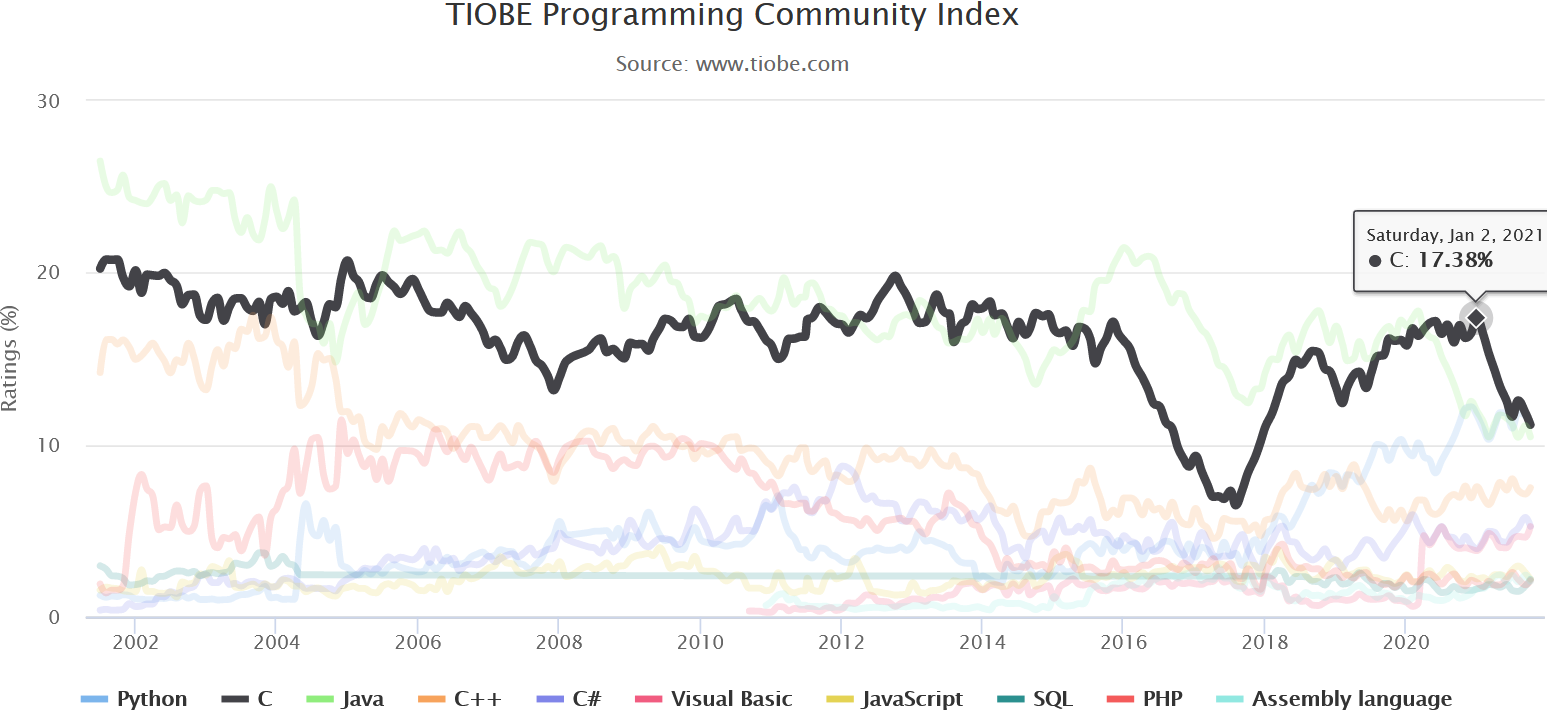 TIOBE Programming Community Index
Source: www.tiobe.com
Ratings (%)
30
20
10
0
Saturday, Jan 2, 2021
C: 17.38%
2002 2004 2006 2008 2010 2012 2014 2016 2018 2020
Python C Java C++ C# Visual Basic JavaScript SQL PHP Assembly language